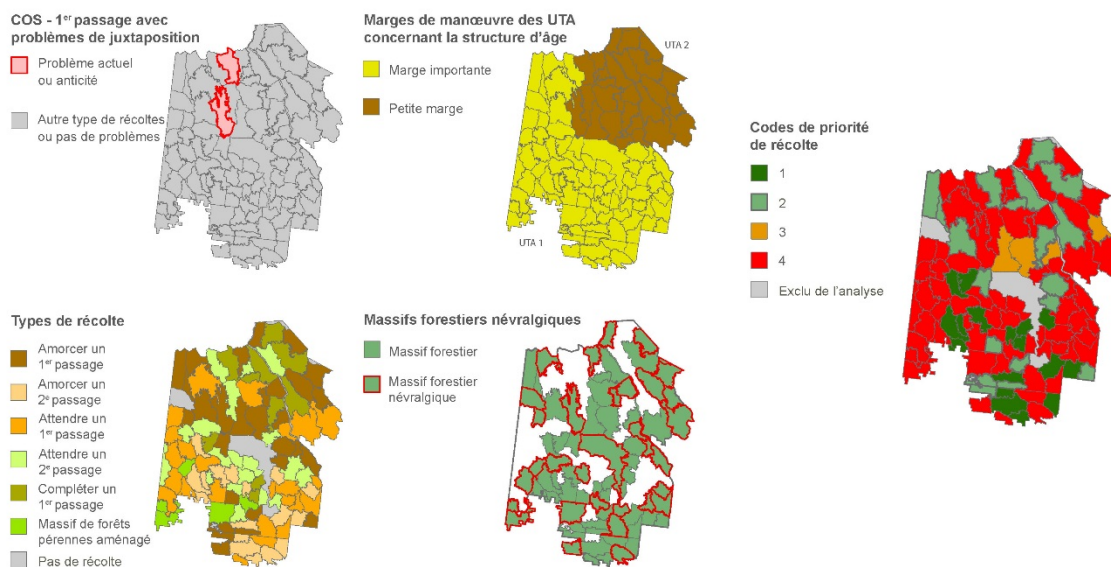 COS - 1er passage avec
problèmes de juxtaposition
Problème actuel
ou anticité
Autre type de récoltes
ou pas de problèmes
Marges de manœuvre des UTA
concernant la structure d'âge
Marge importante
Petite marge
UTA 2
UTA 1
Codes de priorité
de récolte
1
2
3
4
Exclu de l'analyse
Types de récolte
Amorcer un
1er passage
Amorcer un
2e passage
Attendre un
1er passage
Attendre un
2e passage
Compléter un
1er passage
Massif de forêts
pérennes aménagé
Pas de récolte
Massifs forestiers névralgiques
Massif forestier
Massif forestier
névralgique